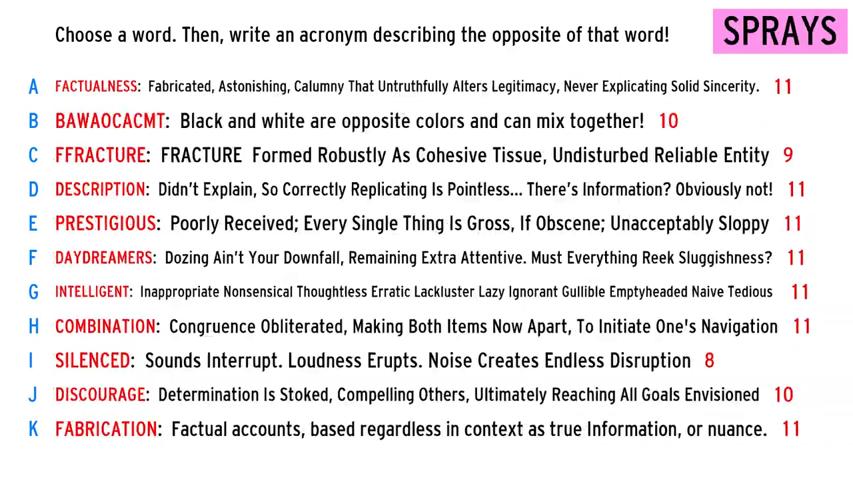 Choose a word. Then, write an acronym describing the opposite of that word!
SPRAYS
A FACTUALNESS: Fabricated, Astonishing, Calumny That Untruthfully Alters Legitimacy, Never Explicating Solid Sincerity. 11
B BAWAOCACMT: Black and white are opposite colors and can mix together! 10
C FFRACTURE: FRACTURE Formed Robustly As Cohesive Tissue, Undisturbed Reliable Entity 9
D DESCRIPTION: Didn't Explain, So Correctly Replicating Is Pointless... There's Information? Obviously not! 11
E PRESTIGIOUS: Poorly Received; Every Single Thing Is Gross, If Obscene; Unacceptably Sloppy 11
F DAYDREAMERS: Dozing Ain't Your Downfall, Remaining Extra Attentive. Must Everything Reek Sluggishness? 11
G INTELLIGENT: Inappropriate Nonsensical Thoughtless Erratic Lackluster Lazy Ignorant Gullible Emptyheaded Naive Tedious 11
H COMBINATION: Congruence Obliterated, Making Both Items Now Apart, To Initiate One's Navigation 11
I SILENCED: Sounds Interrupt. Loudness Erupts. Noise Creates Endless Disruption 8
J DISCOURAGE: Determination Is Stoked, Compelling Others, Ultimately Reaching All Goals Envisioned 10
K FABRICATION: Factual accounts, based regardless in context as true Information, or nuance. 11